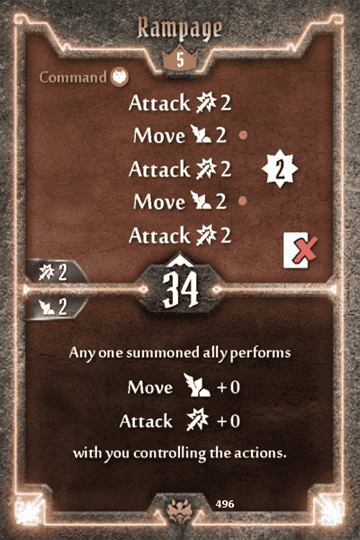 Rampage
5
Command
Attack 2
Move 2
Attack 2
2
Move 2
Attack 2
2
34
2
Any one summoned ally performs
Move +0
Attack +0
with you controlling the actions.
496